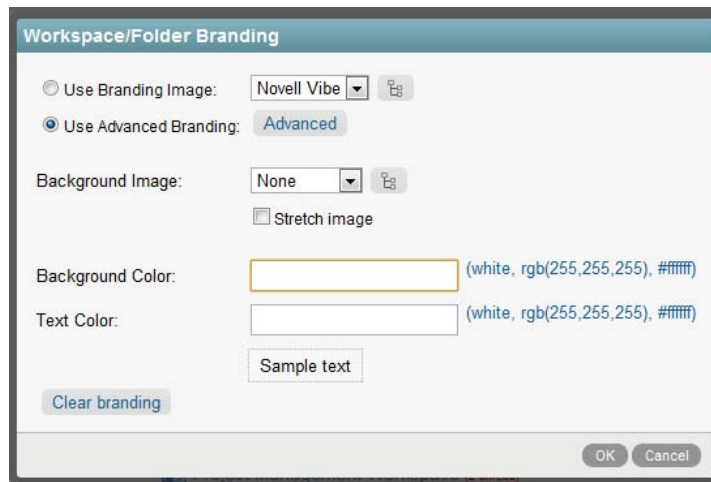 Workspace/Folder Branding
Use Branding Image: Novell Vibe
Use Advanced Branding: Advanced
Background Image: None
Stretch image
Background Color: (white, rgb(255,255,255), #ffffff)
Text Color: (white, rgb(255,255,255), #ffffff)
Sample text
Clear branding
OK Cancel